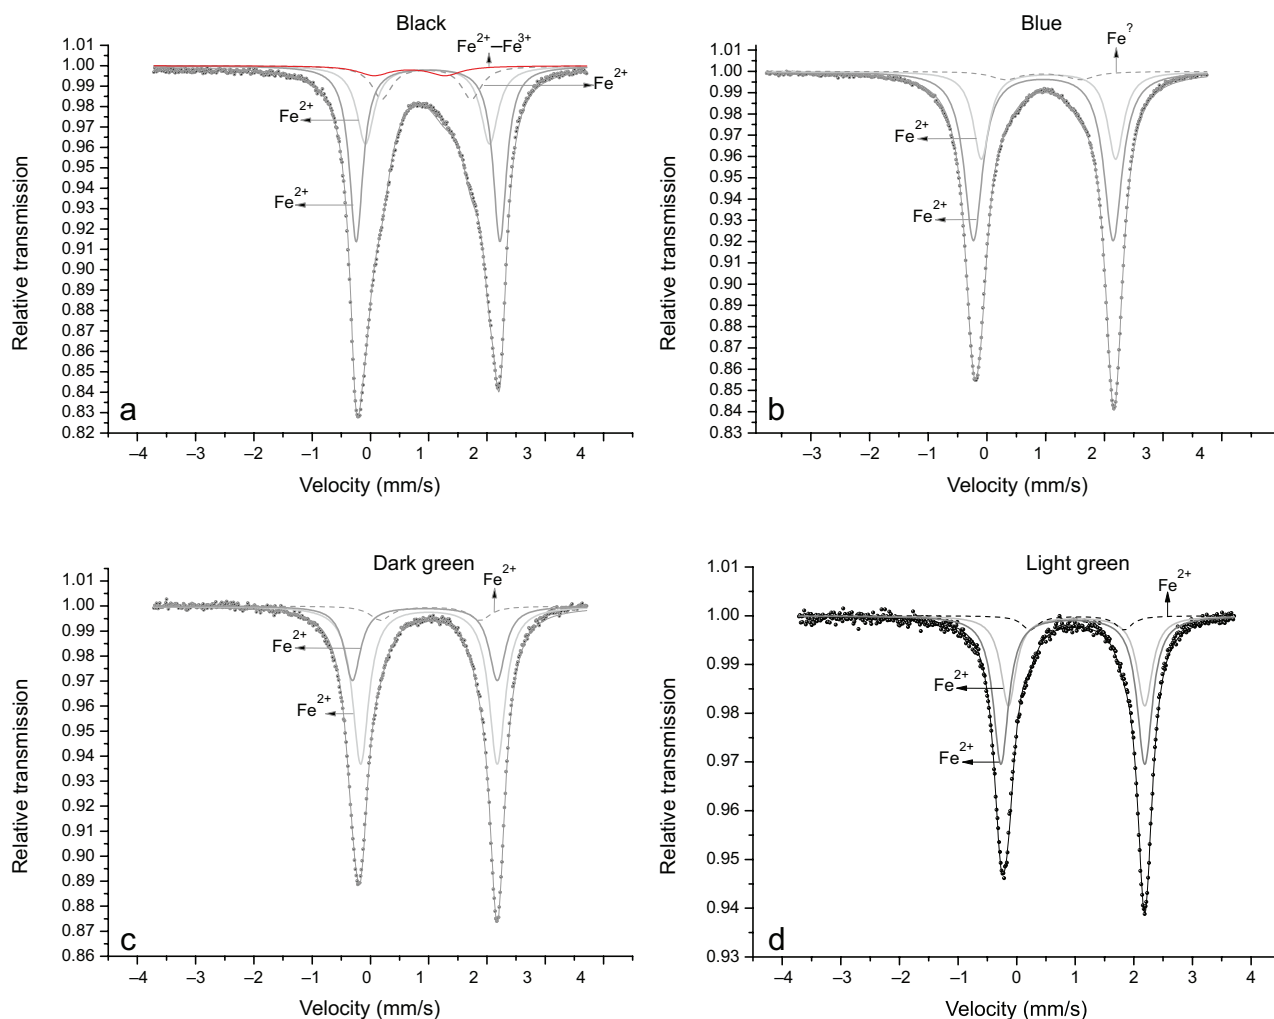 Black
1.01
1.00
0.99
0.98
0.97
0.96
0.95
0.94
0.93
0.92
0.91
0.90
0.89
0.88
0.87
0.86
0.85
0.84
0.83
0.82
Relative transmission
Fe2+–Fe3+
Fe2+
Fe2+
Fe2+
a
–4 –3 –2 –1 0 1 2 3 4
Velocity (mm/s)
Blue
1.01
1.00
0.99
0.98
0.97
0.96
0.95
0.94
0.93
0.92
0.91
0.90
0.89
0.88
0.87
0.86
0.85
0.84
0.83
Relative transmission
Fe?
Fe2+
Fe2+
b
–4 –3 –2 –1 0 1 2 3 4
Velocity (mm/s)
Dark green
1.01
1.00
0.99
0.98
0.97
0.96
0.95
0.94
0.93
0.92
0.91
0.90
0.89
0.88
0.87
0.86
Relative transmission
Fe2+
Fe2+
Fe2+
c
–4 –3 –2 –1 0 1 2 3 4
Velocity (mm/s)
Light green
1.01
1.00
0.99
0.98
0.97
0.96
0.95
0.94
0.93
Relative transmission
Fe2+
Fe2+
Fe2+
d
–4 –3 –2 –1 0 1 2 3 4
Velocity (mm/s)